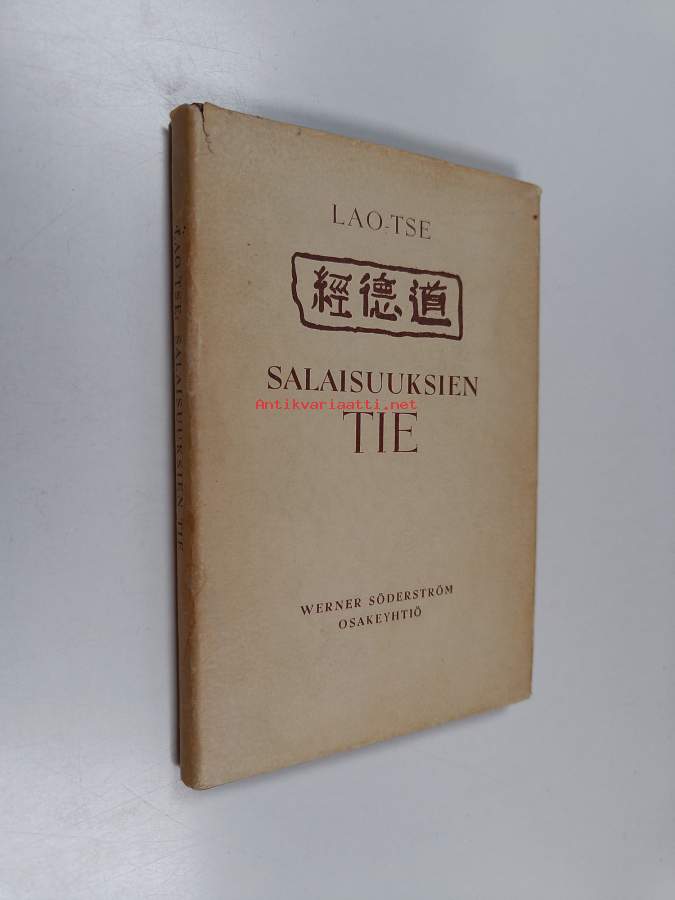 LAO-TSE
經德道
SALAISUUKSIEN
Antikvariaatti.net
TIE
WERNER SÖDERSTRÖM
OSAKEYHTIÖ
LAO-TSE: SALAISUUKSIEN TIE